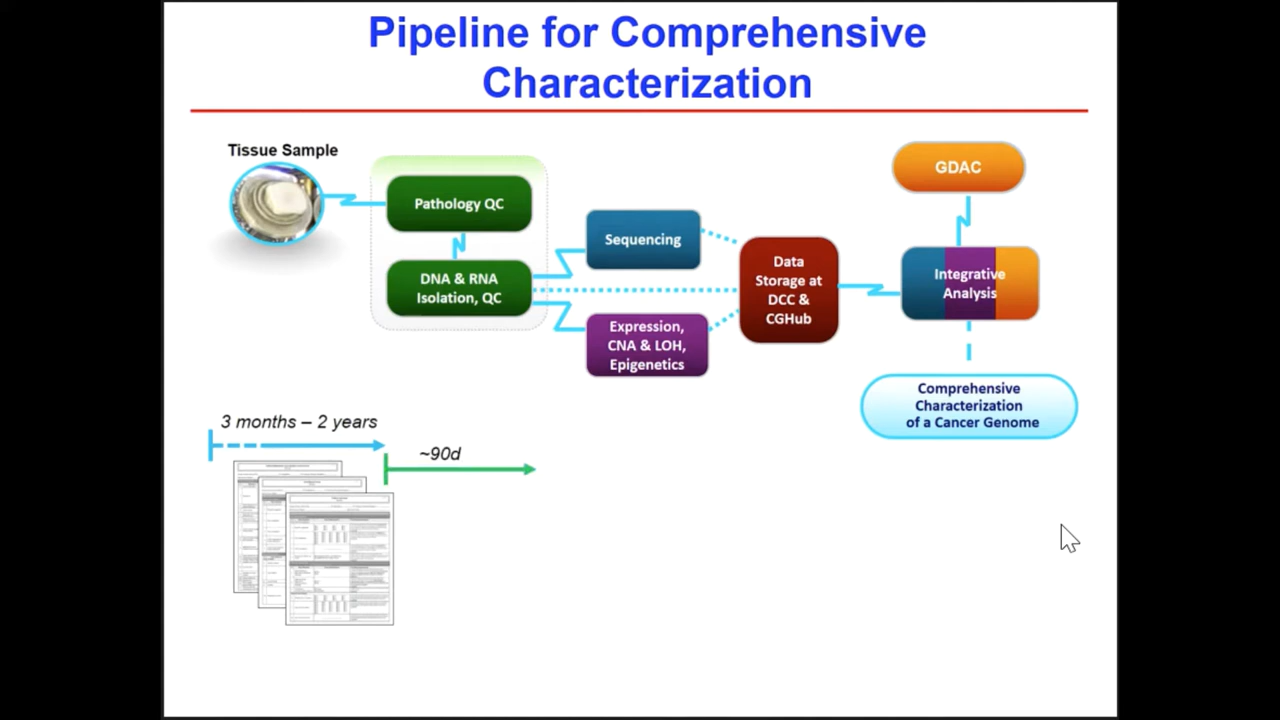 Pipeline for Comprehensive
Characterization
Tissue Sample
Pathology QC
DNA & RNA
Isolation, QC
Sequencing
Expression,
CNA & LOH,
Epigenetics
Data
Storage at
DCC &
CGHub
GDAC
Integrative
Analysis
Comprehensive
Characterization
of a Cancer Genome
3 months – 2 years
~90d